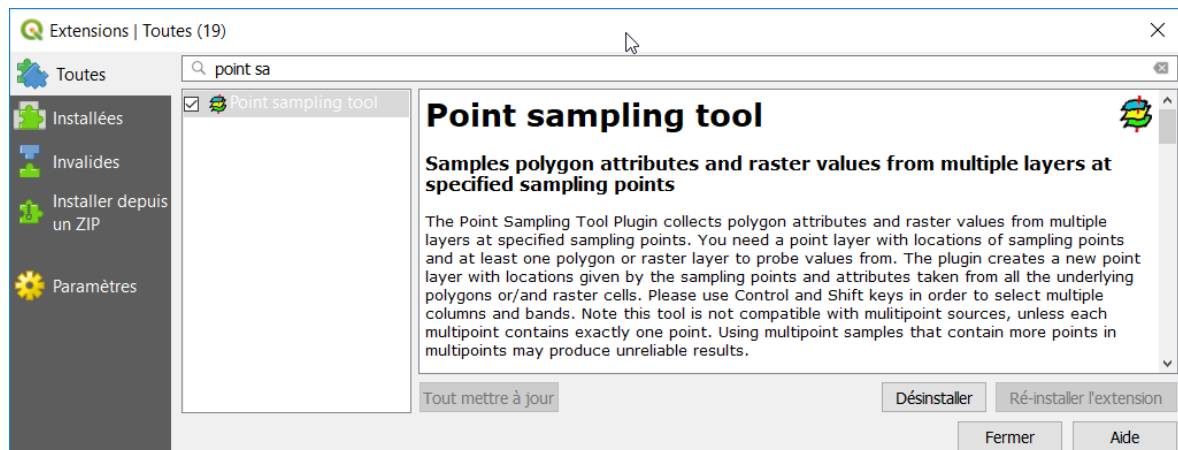 Extensions | Toutes (19)
Toutes
Installées
Invalides
Installer depuis
un ZIP
Paramètres
point sa
Point sampling tool
Point sampling tool
Samples polygon attributes and raster values from multiple layers at
specified sampling points
The Point Sampling Tool Plugin collects polygon attributes and raster values from multiple
layers at specified sampling points. You need a point layer with locations of sampling points
and at least one polygon or raster layer to probe values from. The plugin creates a new point
layer with locations given by the sampling points and attributes taken from all the underlying
polygons or/and raster cells. Please use Control and Shift keys in order to select multiple
columns and bands. Note this tool is not compatible with mulitipoint sources, unless each
multipoint contains exactly one point. Using multipoint samples that contain more points in
multipoints may produce unreliable results.
Tout mettre à jour
Désinstaller
Ré-installer l'extension
Fermer
Aide